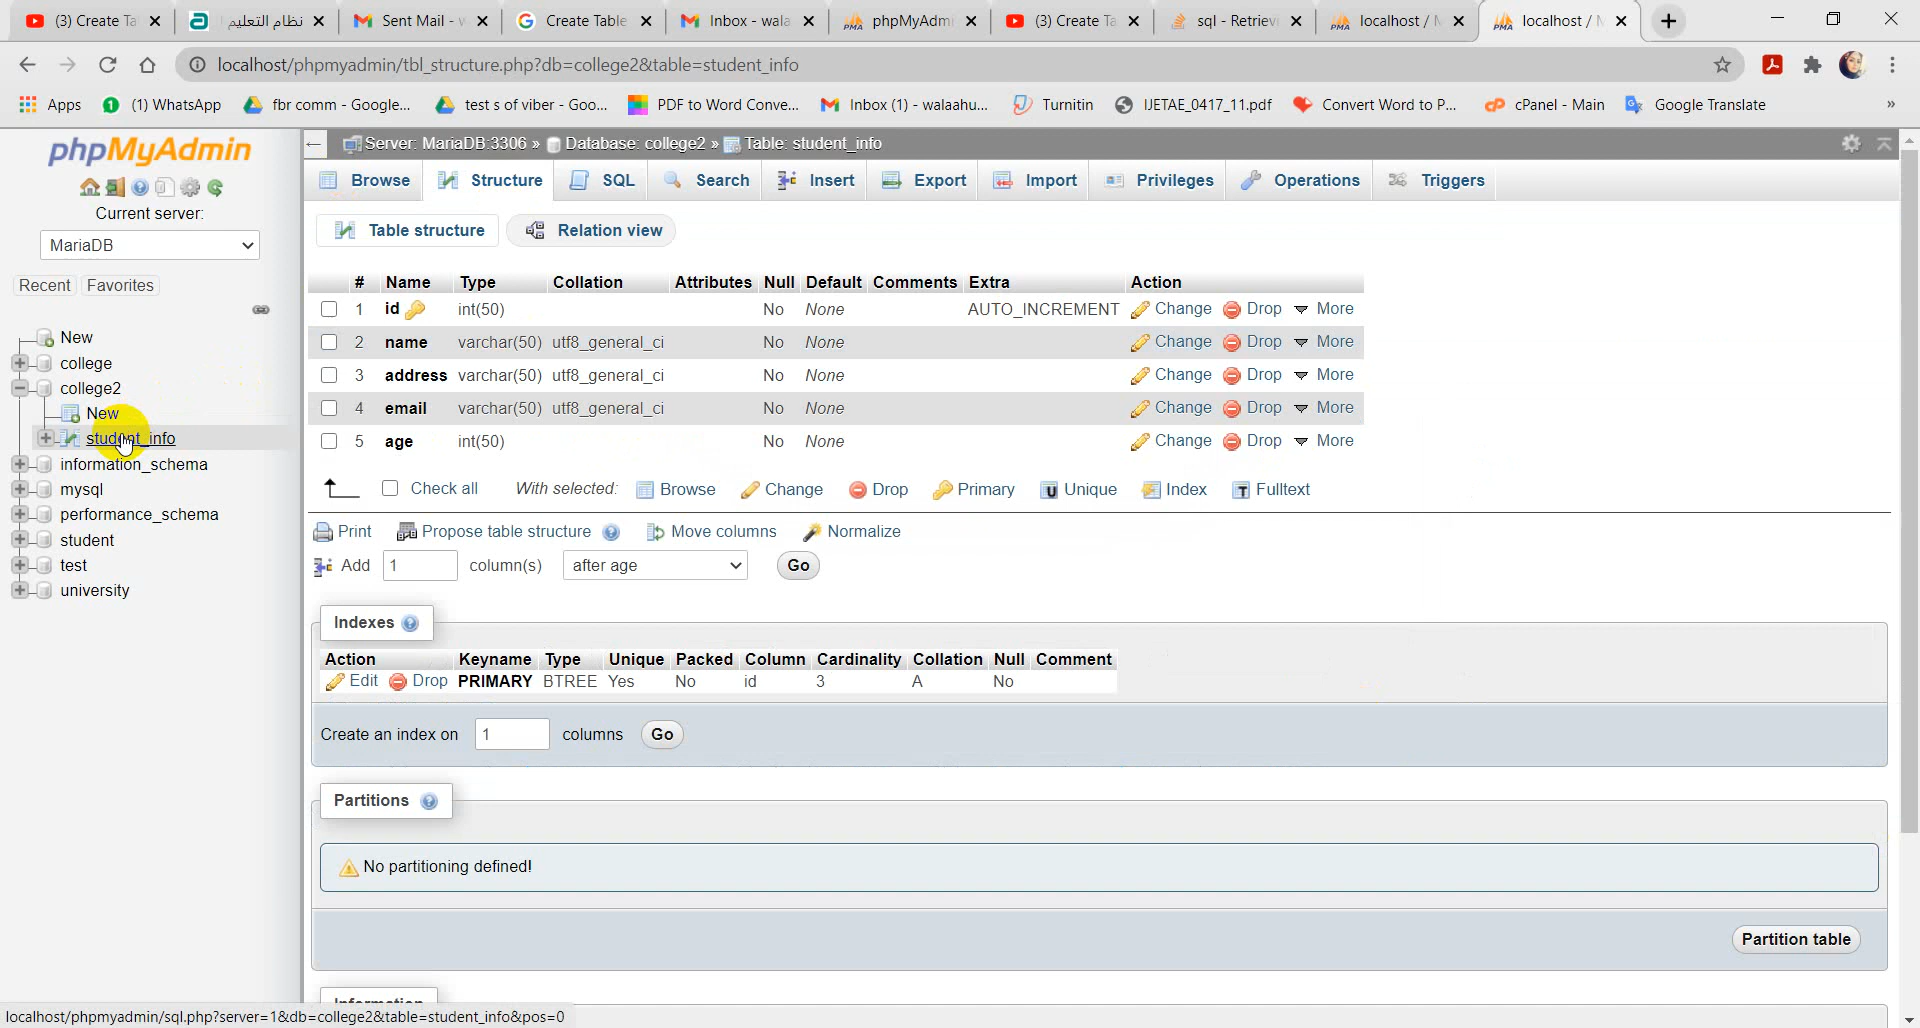 (3) Create Ta
نظام التعليم
Sent Mail - w
Create Table
Inbox - wala
phpMyAdmi
(3) Create Ta
sql - Retriev
localhost / M
localhost / M
localhost/phpmyadmin/tbl_structure.php?db=college2&table=student_info
Apps (1) WhatsApp fbr comm - Google... test s of viber - Goo... PDF to Word Conve... Inbox (1) - walaahu... Turnitin IJETAE_0417_11.pdf Convert Word to P... cPanel - Main Google Translate »
phpMyAdmin
Current server:
MariaDB
Recent Favorites
New
college
college2
New
student_info
information_schema
mysql
performance_schema
student
test
university
Server: MariaDB:3306 » Database: college2 » Table: student_info
Browse Structure SQL Search Insert Export Import Privileges Operations Triggers
Table structure Relation view
# Name Type Collation Attributes Null Default Comments Extra Action
1 id int(50) No None AUTO_INCREMENT Change Drop More
2 name varchar(50) utf8_general_ci No None Change Drop More
3 address varchar(50) utf8_general_ci No None Change Drop More
4 email varchar(50) utf8_general_ci No None Change Drop More
5 age int(50) No None Change Drop More
Check all With selected: Browse Change Drop Primary Unique Index Fulltext
Print Propose table structure Move columns Normalize
Add 1 column(s) after age Go
Indexes
Action Keyname Type Unique Packed Column Cardinality Collation Null Comment
Edit Drop PRIMARY BTREE Yes No id 3 A No
Create an index on 1 columns Go
Partitions
No partitioning defined!
Partition table
Information
localhost/phpmyadmin/sql.php?server=1&db=college2&table=student_info&pos=0